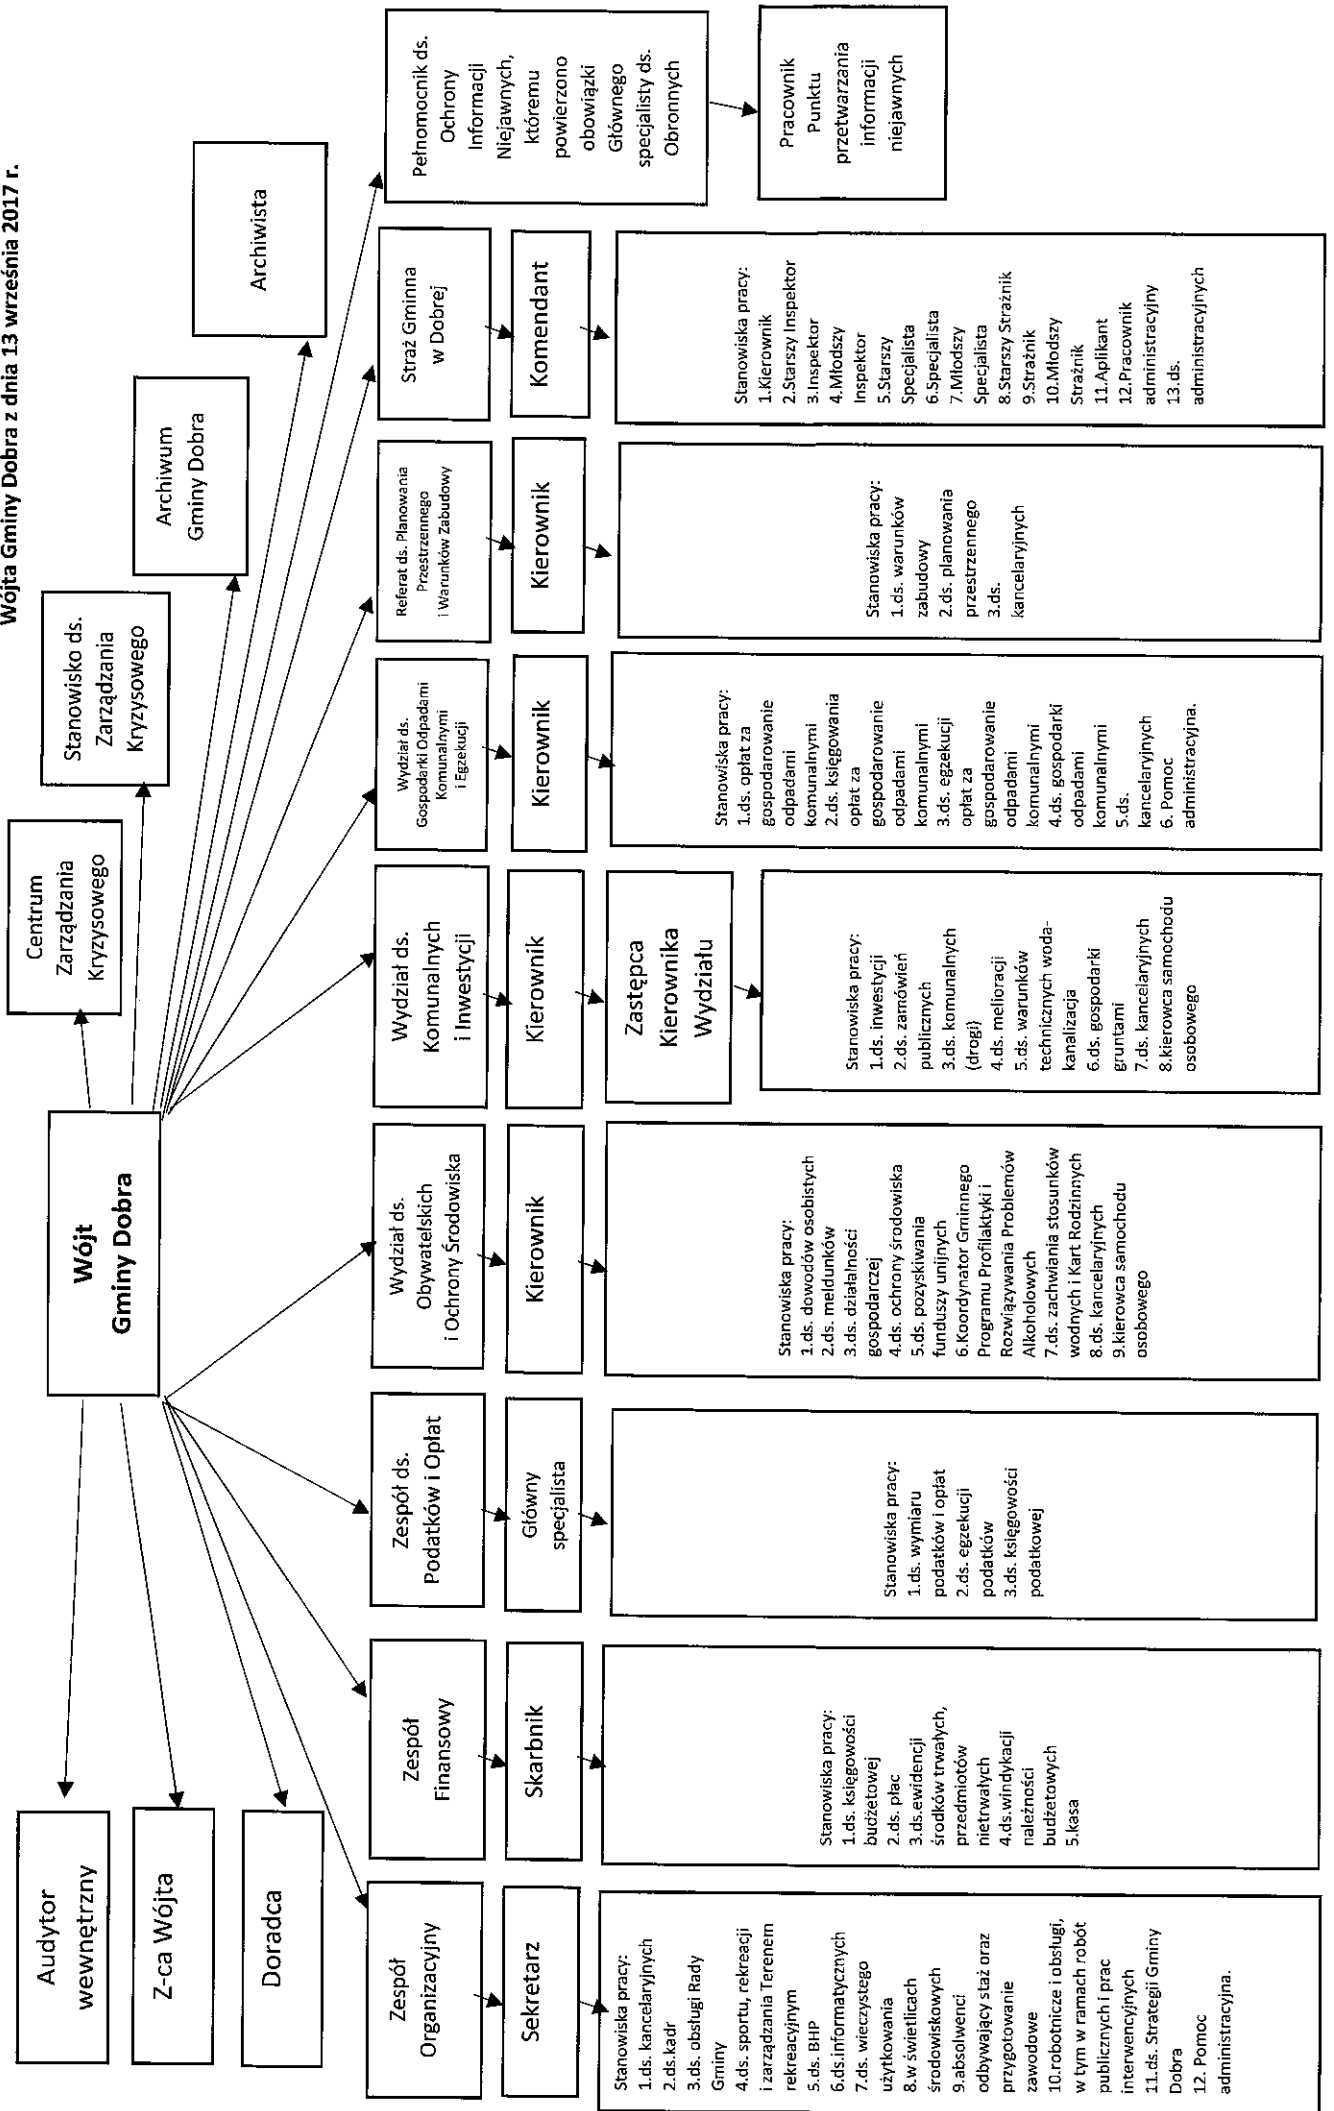 Wójta Gminy Dobra z dnia 13 września 2017 r.
Wójt
Gminy Dobra
Audytor
wewnętrzny
Z-ca Wójta
Doradca
Centrum
Zarządzania
Kryzysowego
Stanowisko ds.
Zarządzania
Kryzysowego
Archiwum
Gminy Dobra
Archiwista
Zespół
Organizacyjny
Sekretarz
Stanowiska pracy:
1.ds. kancelaryjnych
2.ds.kadr
3.ds. obsługi Rady
Gminy
4.ds. sportu, rekreacji
i zarządzania Terenem
rekreacyjnym
5.ds. BHP
6.ds.informatycznych
7.ds. wieczystego
użytkowania
8.w świetlicach
środowiskowych
9.absolwenci
odbywający staż oraz
przygotowanie
zawodowe
10.robotnicze i obsługi,
w tym w ramach robót
publicznych i prac
interwencyjnych
11.ds. Strategii Gminy
Dobra
12. Pomoc
administracyjna.
Zespół
Finansowy
Skarbnik
Stanowiska pracy:
1.ds. księgowości
budżetowej
2.ds. płac
3.ds.ewidencji
środków trwałych,
przedmiotów
nietrwałych
4.ds.windykacji
należności
budżetowych
5.kasa
Zespół ds.
Podatków i Opłat
Główny
specjalista
Stanowiska pracy:
1.ds. wymiaru
podatków i opłat
2.ds. egzekucji
podatków
3.ds. księgowości
podatkowej
Wydział ds.
Obywatelskich
i Ochrony Środowiska
Kierownik
Stanowiska pracy:
1.ds. dowodów osobistych
2.ds. meldunków
3.ds. działalności
gospodarczej
4.ds. ochrony środowiska
5.ds. pozyskiwania
funduszy unijnych
6.Koordynator Gminnego
Programu Profilaktyki i
Rozwiązywania Problemów
Alkoholowych
7.ds. zachwiania stosunków
wodnych i Kart Rodzinnych
8.ds. kancelaryjnych
9.kierowca samochodu
osobowego
Wydział ds.
Komunalnych
i Inwestycji
Kierownik
Zastępca
Kierownika
Wydziału
Stanowiska pracy:
1.ds. inwestycji
2.ds. zamówień
publicznych
3.ds. komunalnych
(drogi)
4.ds. melioracji
5.ds. warunków
technicznych woda-
kanalizacja
6.ds. gospodarki
gruntami
7.ds. kancelaryjnych
8.kierowca samochodu
osobowego
Wydział ds.
Gospodarki Odpadami
Komunalnymi
i Egzekucji
Kierownik
Stanowiska pracy:
1.ds. opłat za
gospodarowanie
odpadami
komunalnymi
2.ds. księgowania
opłat za
gospodarowanie
odpadami
komunalnymi
3.ds. egzekucji
opłat za
gospodarowanie
odpadami
komunalnymi
4.ds. gospodarki
odpadami
komunalnymi
5.ds.
kancelaryjnych
6. Pomoc
administracyjna.
Referat ds. Planowania
Przestrzennego
i Warunków Zabudowy
Kierownik
Stanowiska pracy:
1.ds. warunków
zabudowy
2.ds. planowania
przestrzennego
3.ds.
kancelaryjnych
Straż Gminna
w Dobrej
Komendant
Stanowiska pracy:
1.Kierownik
2.Starszy Inspektor
3.Inspektor
4.Młodszy
Inspektor
5.Starszy
Specjalista
6.Specjalista
7.Młodszy
Specjalista
8.Starszy Strażnik
9.Strażnik
10.Młodszy
Strażnik
11.Aplikant
12.Pracownik
administracyjny
13.ds.
administracyjnych
Pełnomocnik ds.
Ochrony
Informacji
Niejawnych,
któremu
powierzono
obowiązki
Głównego
specjalisty ds.
Obronnych
Pracownik
Punktu
przetwarzania
informacji
niejawnych